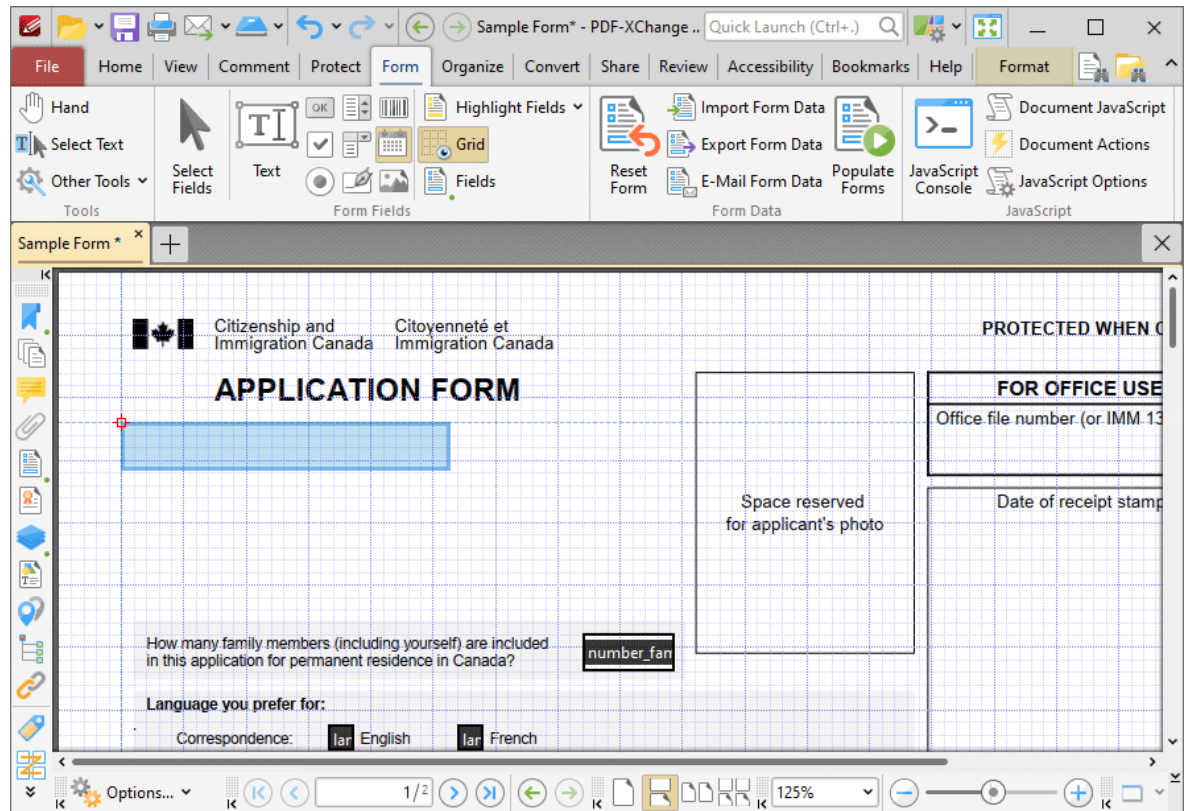 Sample Form* - PDF-XChange .. Quick Launch (Ctrl+.)
File Home View Comment Protect Form Organize Convert Share Review Accessibility Bookmarks Help Format
Hand
Select Text
Other Tools
Tools
Select Fields
Text
OK
Form Fields
Highlight Fields
Grid
Fields
Reset Form
Import Form Data
Export Form Data
E-Mail Form Data
Populate Forms
Form Data
JavaScript Console
Document JavaScript
Document Actions
JavaScript Options
JavaScript
Sample Form *
Citizenship and Citoyenneté et
Immigration Canada Immigration Canada
PROTECTED WHEN
APPLICATION FORM
FOR OFFICE USE
Office file number (or IMM 13
Space reserved
for applicant's photo
Date of receipt stamp
How many family members (including yourself) are included
in this application for permanent residence in Canada?
number_fam
Language you prefer for:
Correspondence: lar English lar French
Options... 1/2 125%